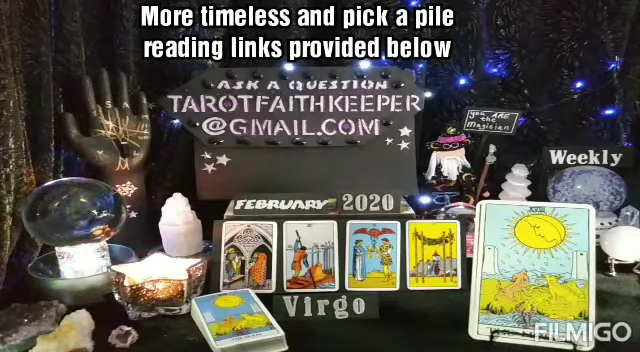 More timeless and pick a pile
reading links provided below
ASK A QUESTION
TAROTFAITHKEEPER
@GMAIL.COM
you ARE
the
Magician
Weekly
FEBRUARY 2020
Virgo
FILMIGO